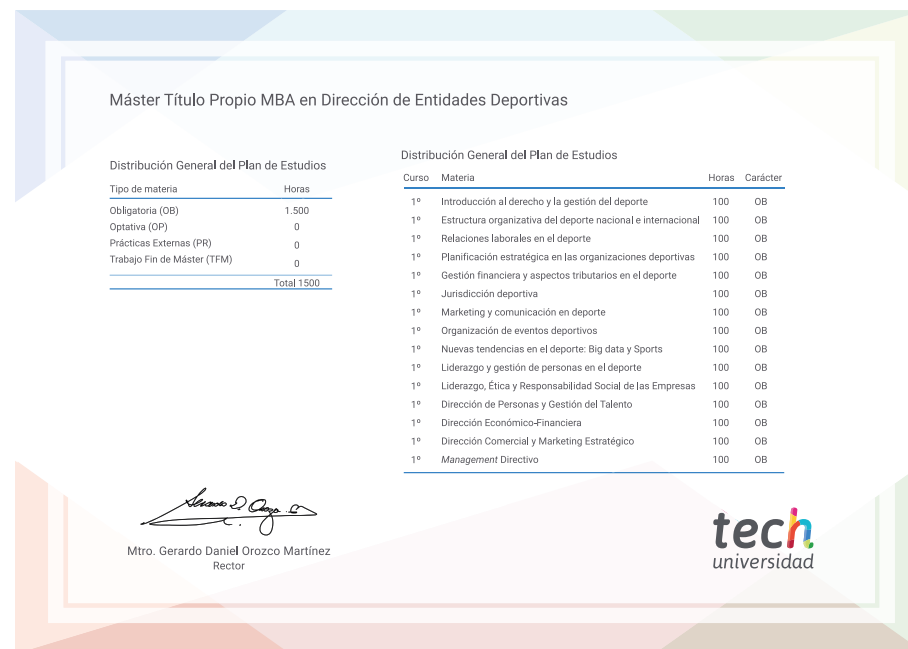 Máster Título Propio MBA en Dirección de Entidades Deportivas
Distribución General del Plan de Estudios
Tipo de materia Horas
Obligatoria (OB) 1.500
Optativa (OP) 0
Prácticas Externas (PR) 0
Trabajo Fin de Máster (TFM) 0
Total 1500
Distribución General del Plan de Estudios
Curso Materia Horas Carácter
1º Introducción al derecho y la gestión del deporte 100 OB
1º Estructura organizativa del deporte nacional e internacional 100 OB
1º Relaciones laborales en el deporte 100 OB
1º Planificación estratégica en las organizaciones deportivas 100 OB
1º Gestión financiera y aspectos tributarios en el deporte 100 OB
1º Jurisdicción deportiva 100 OB
1º Marketing y comunicación en deporte 100 OB
1º Organización de eventos deportivos 100 OB
1º Nuevas tendencias en el deporte: Big data y Sports 100 OB
1º Liderazgo y gestión de personas en el deporte 100 OB
1º Liderazgo, Ética y Responsabilidad Social de las Empresas 100 OB
1º Dirección de Personas y Gestión del Talento 100 OB
1º Dirección Económico-Financiera 100 OB
1º Dirección Comercial y Marketing Estratégico 100 OB
1º Management Directivo 100 OB
Mtro. Gerardo Daniel Orozco Martínez
Rector
tech
universidad